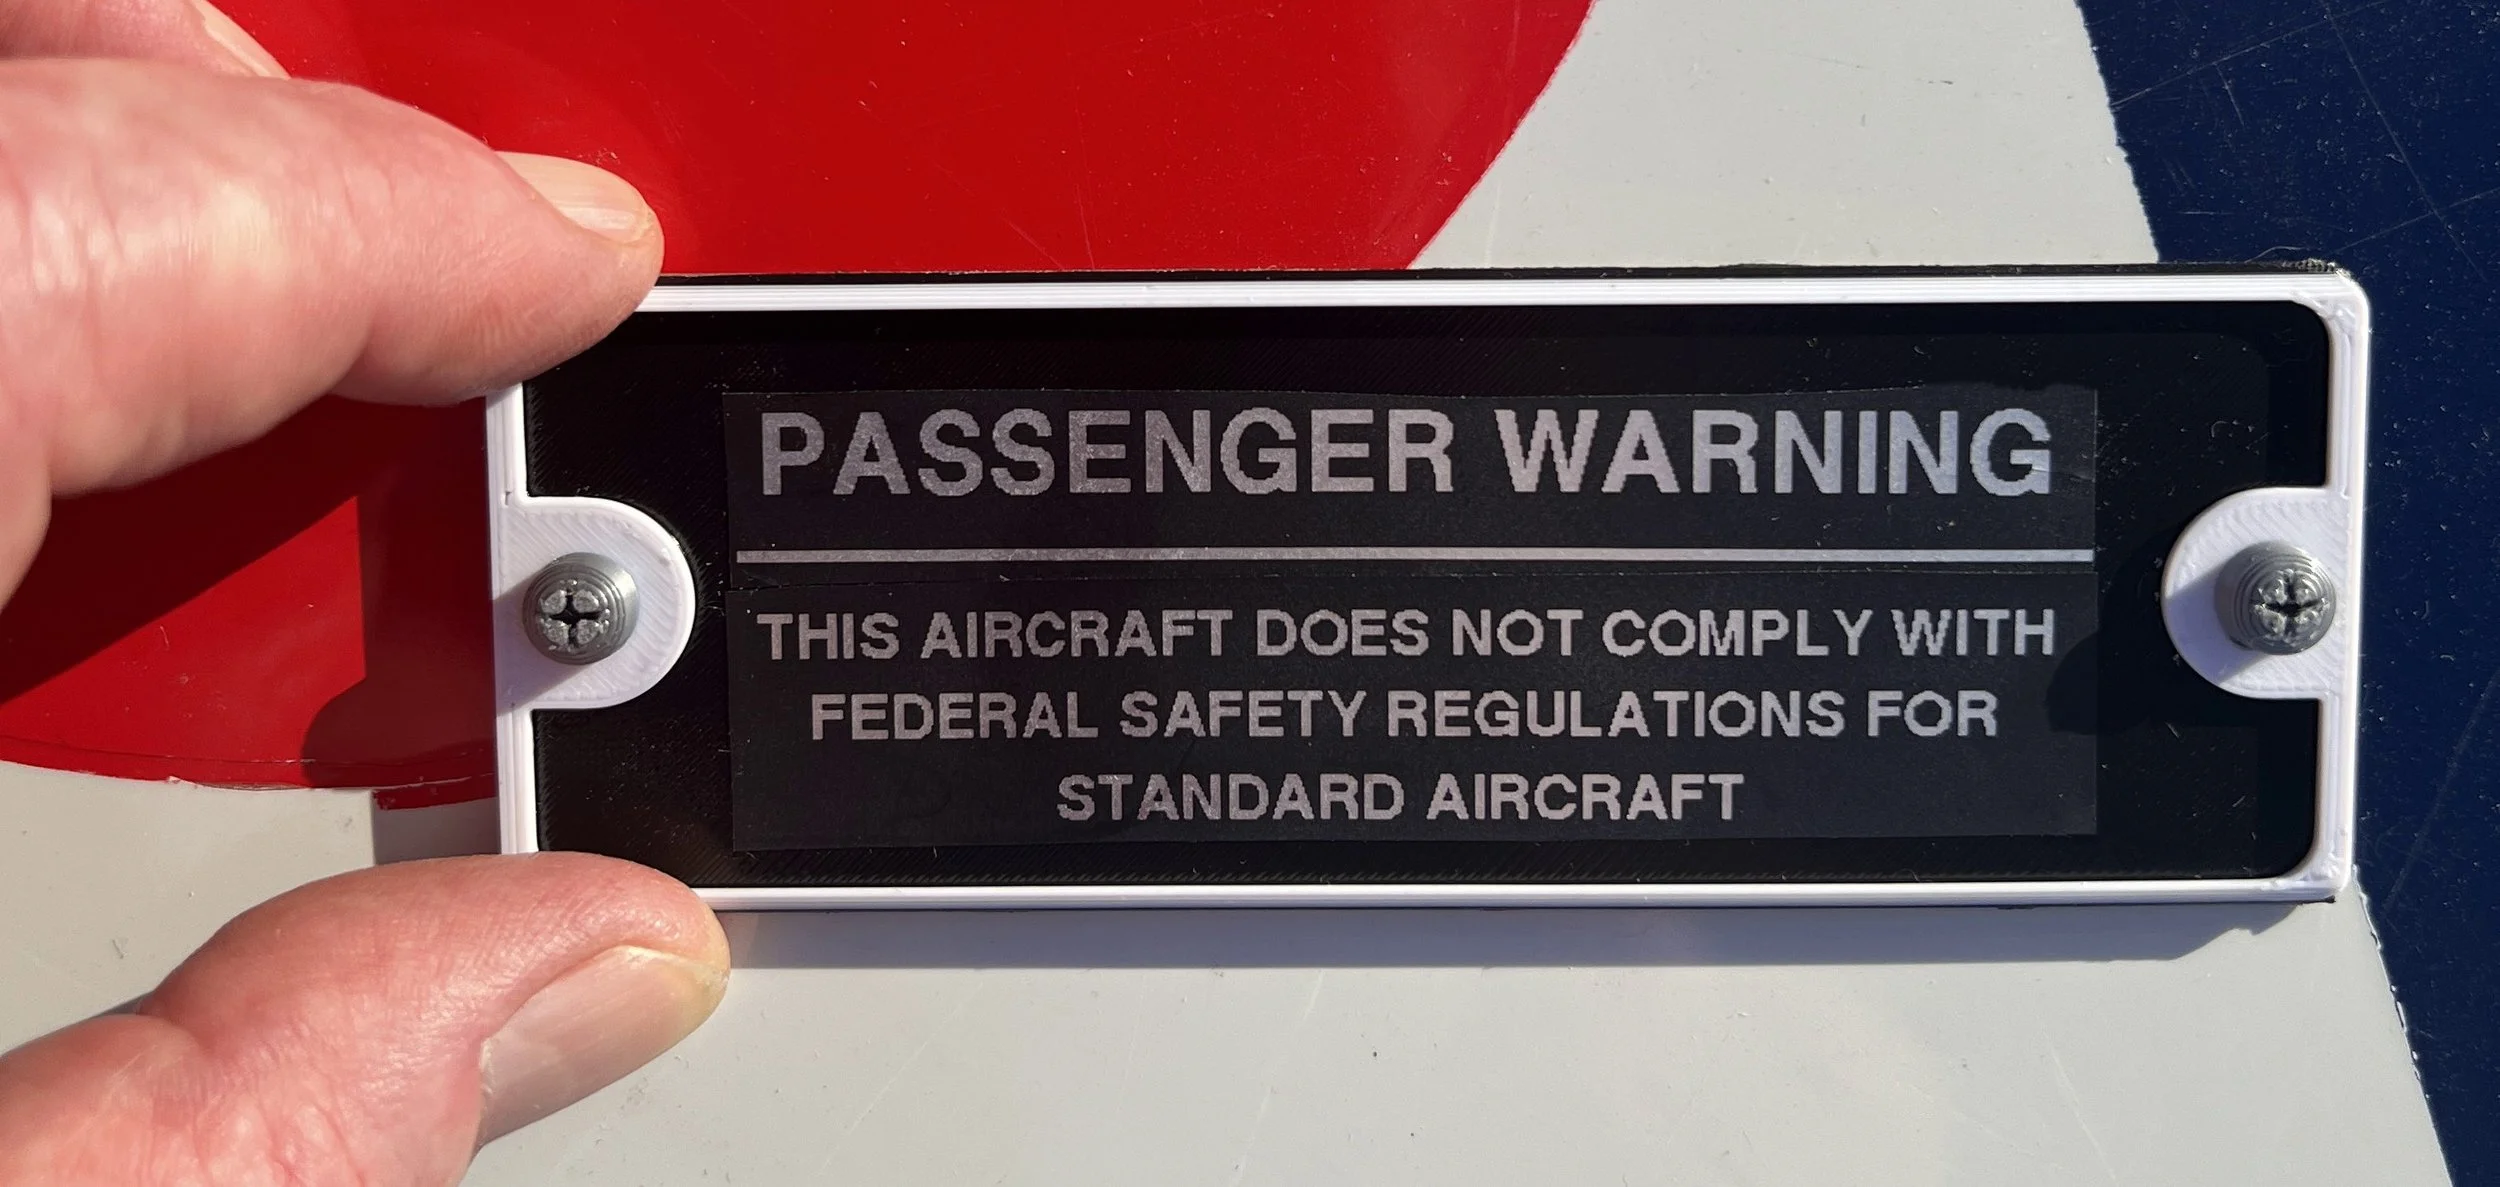 PASSENGER WARNING
THIS AIRCRAFT DOES NOT COMPLY WITH
FEDERAL SAFETY REGULATIONS FOR
STANDARD AIRCRAFT